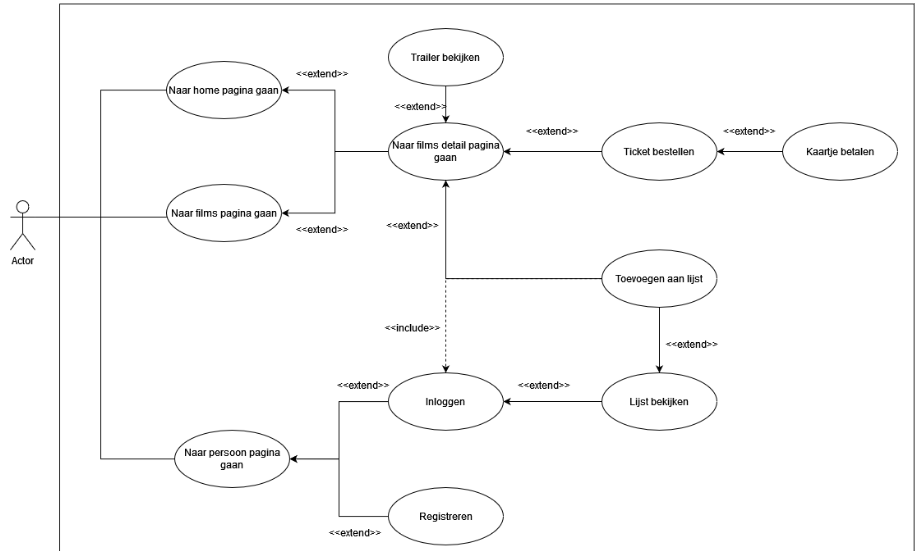 Trailer bekijken
<<extend>>
Naar home pagina gaan
<<extend>>
<<extend>>
<<extend>>
Naar films detail pagina
gaan
Ticket bestellen
Kaartje betalen
Naar films pagina gaan
<<extend>>
<<extend>>
Actor
Toevoegen aan lijst
<<include>>
<<extend>>
<<extend>>
<<extend>>
Inloggen
Lijst bekijken
Naar persoon pagina
gaan
Registreren
<<extend>>